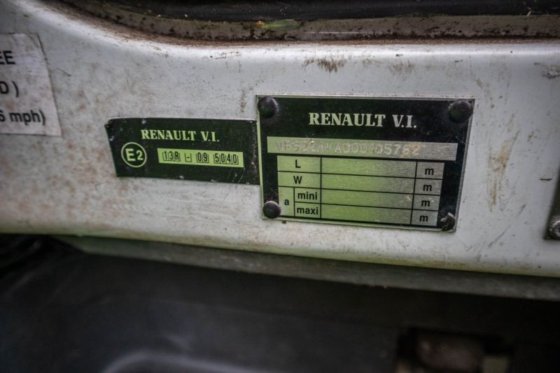 EE
D)
6 mph)
RENAULT V.I.
E2
13R - 09 5040
RENAULT V.I.
L m
W m
a mini m
maxi m